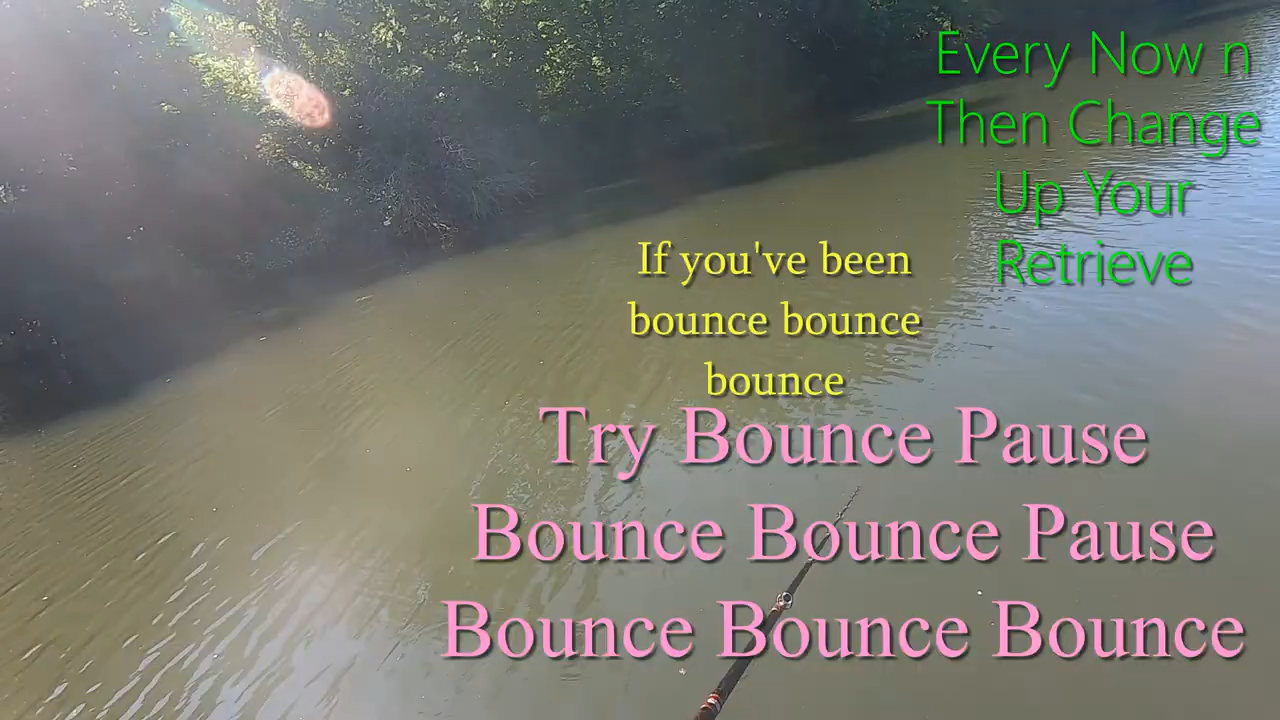 Every Now n
Then Change
Up Your
Retrieve
If you've been
bounce bounce
bounce
Try Bounce Pause
Bounce Bounce Pause
Bounce Bounce Bounce